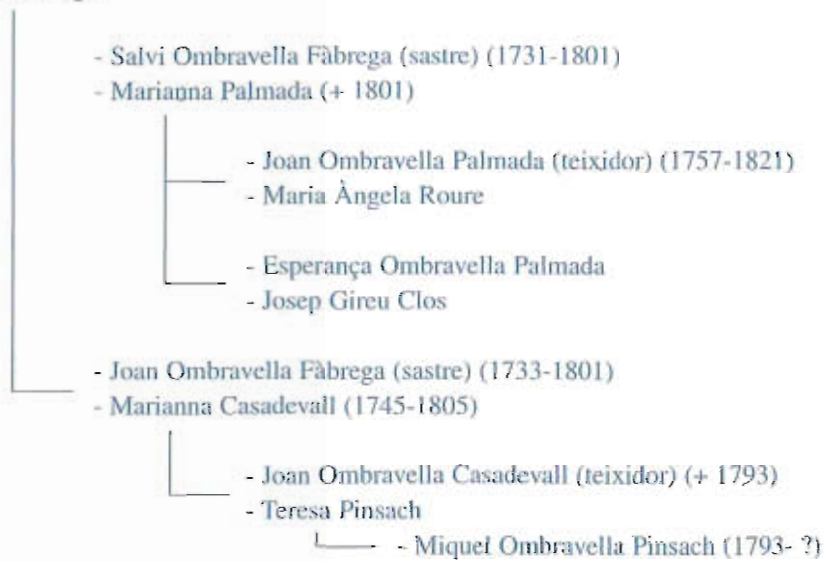 - Salvi Ombravella Fàbrega (sastre) (1731-1801)
- Marianna Palmada (+ 1801)
- Joan Ombravella Palmada (teixidor) (1757-1821)
- Maria Àngela Roure
- Esperança Ombravella Palmada
- Josep Gireu Clos
- Joan Ombravella Fàbrega (sastre) (1733-1801)
- Marianna Casadevall (1745-1805)
- Joan Ombravella Casadevall (teixidor) (+ 1793)
- Teresa Pinsach
- Miquel Ombravella Pinsach (1793- ?)